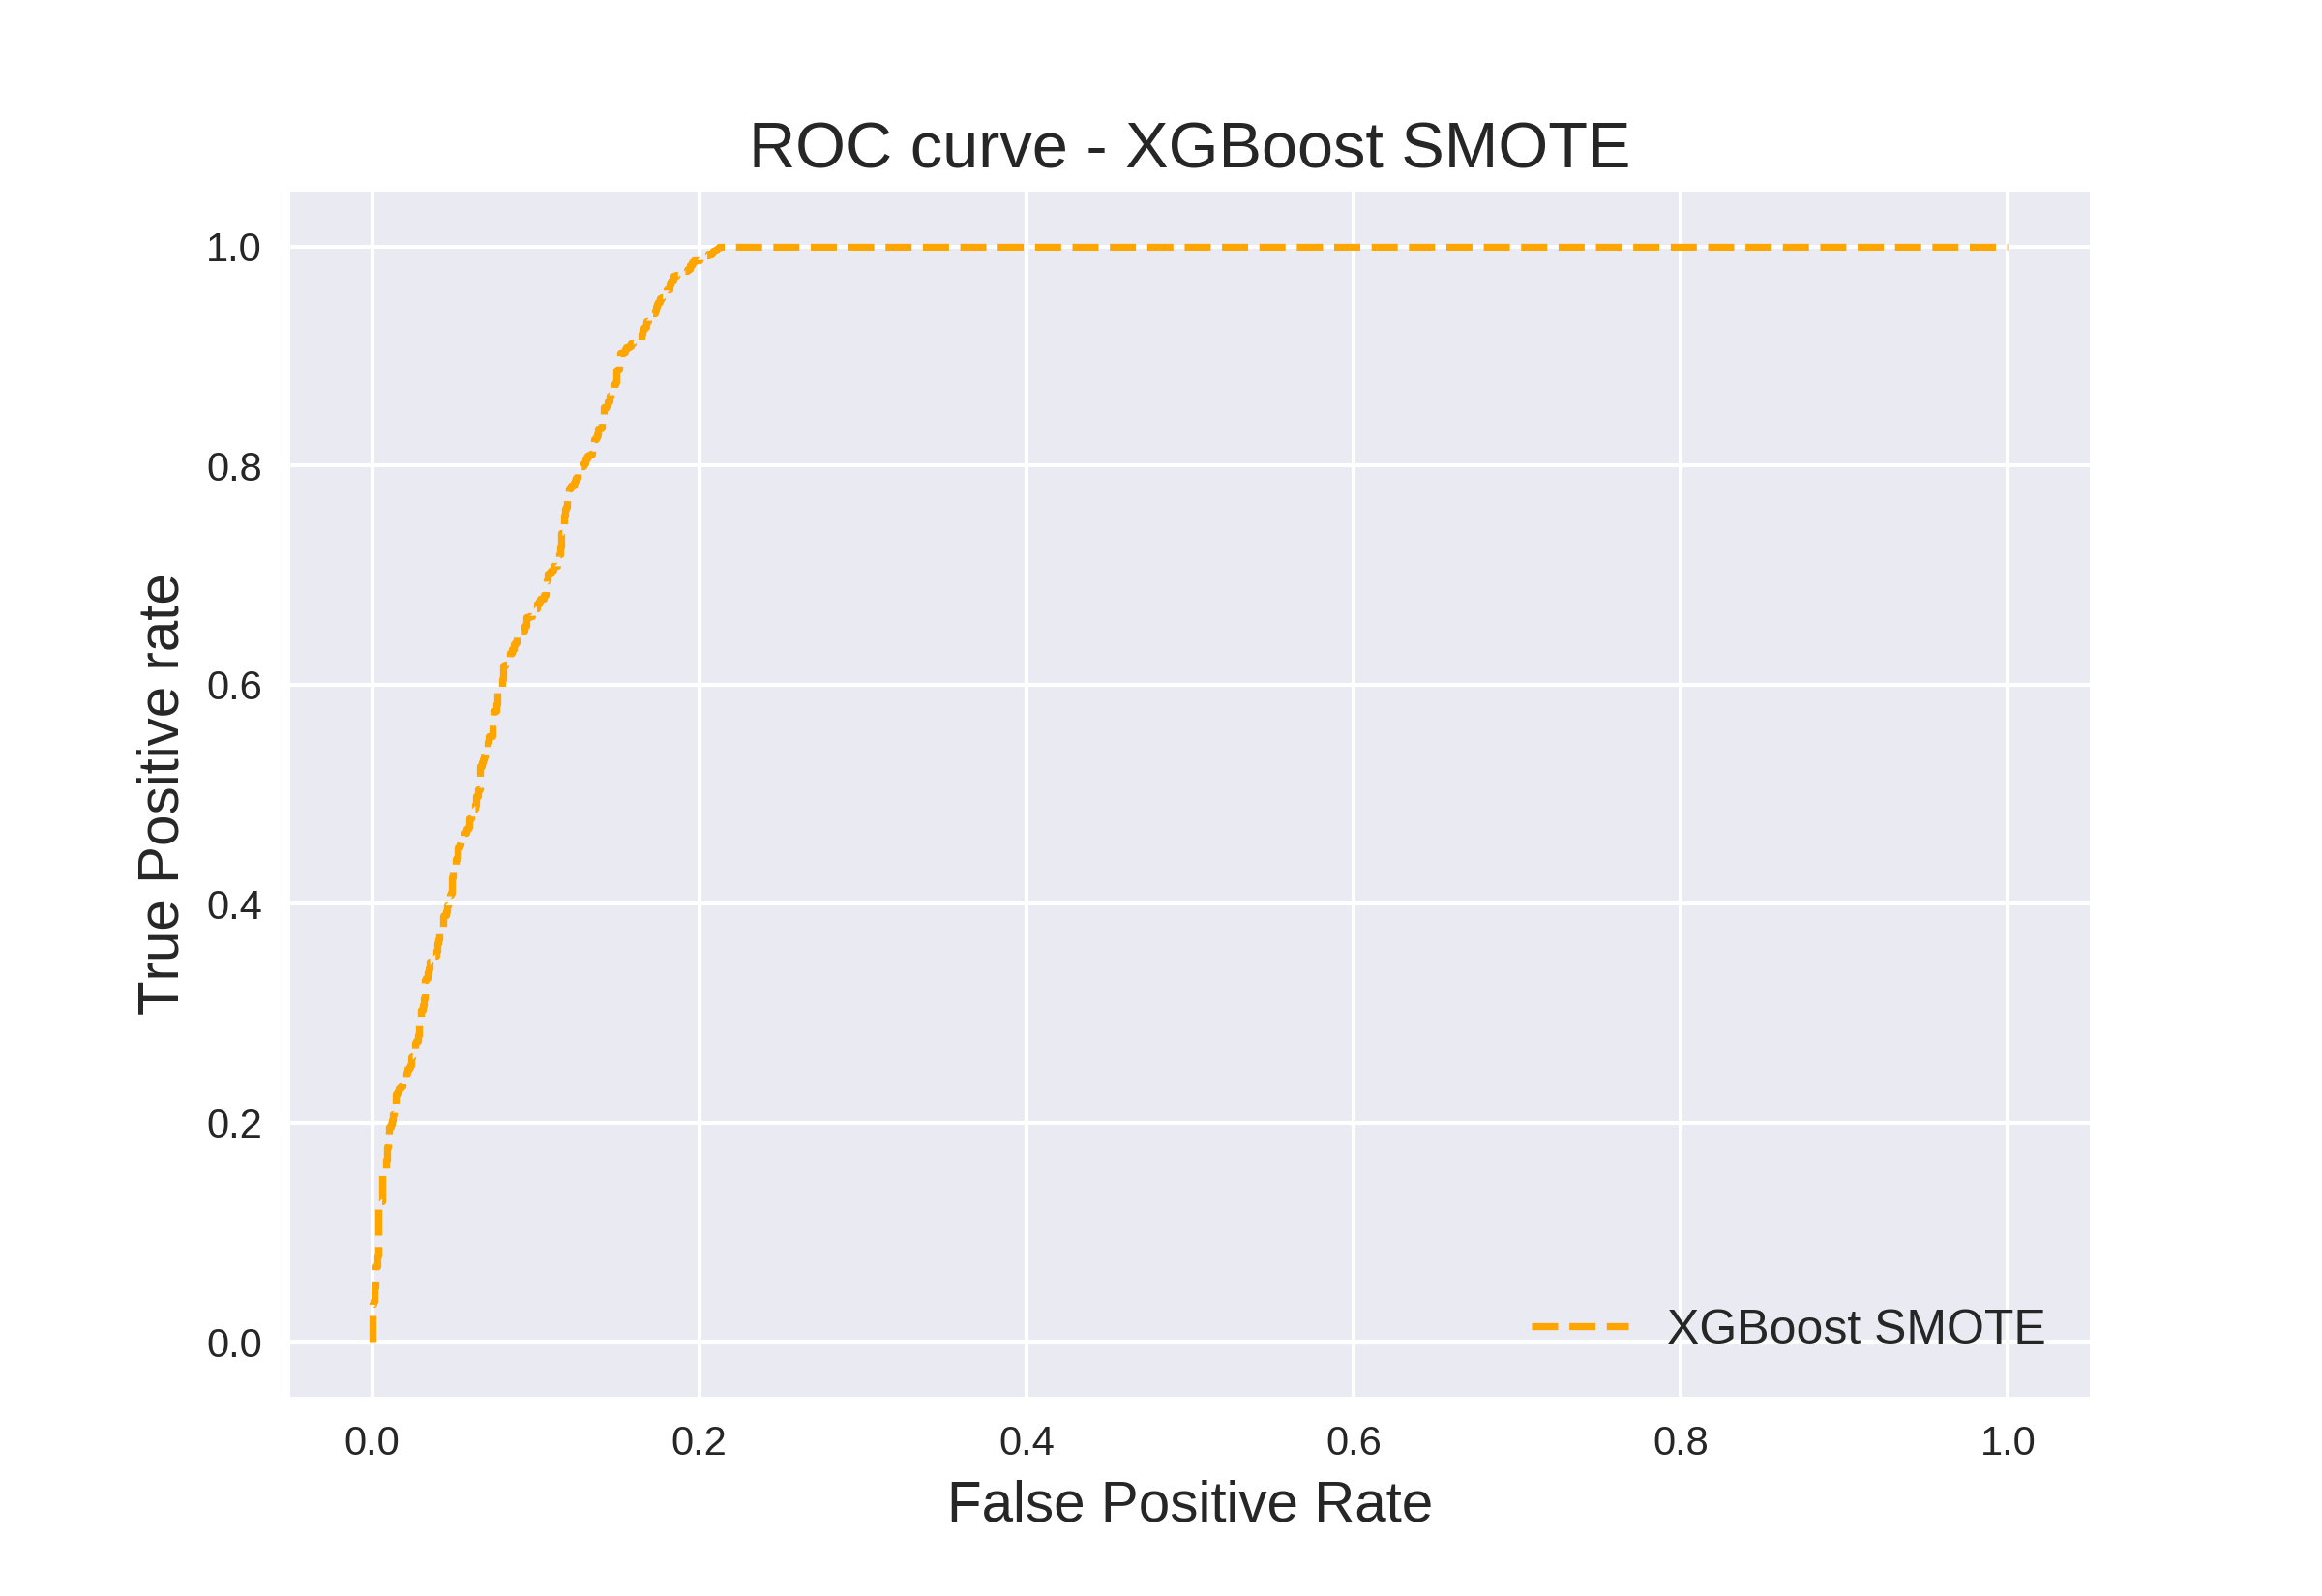 ROC curve - XGBoost SMOTE
True Positive rate
1.0
0.8
0.6
0.4
0.2
0.0
XGBoost SMOTE
0.0 0.2 0.4 0.6 0.8 1.0
False Positive Rate